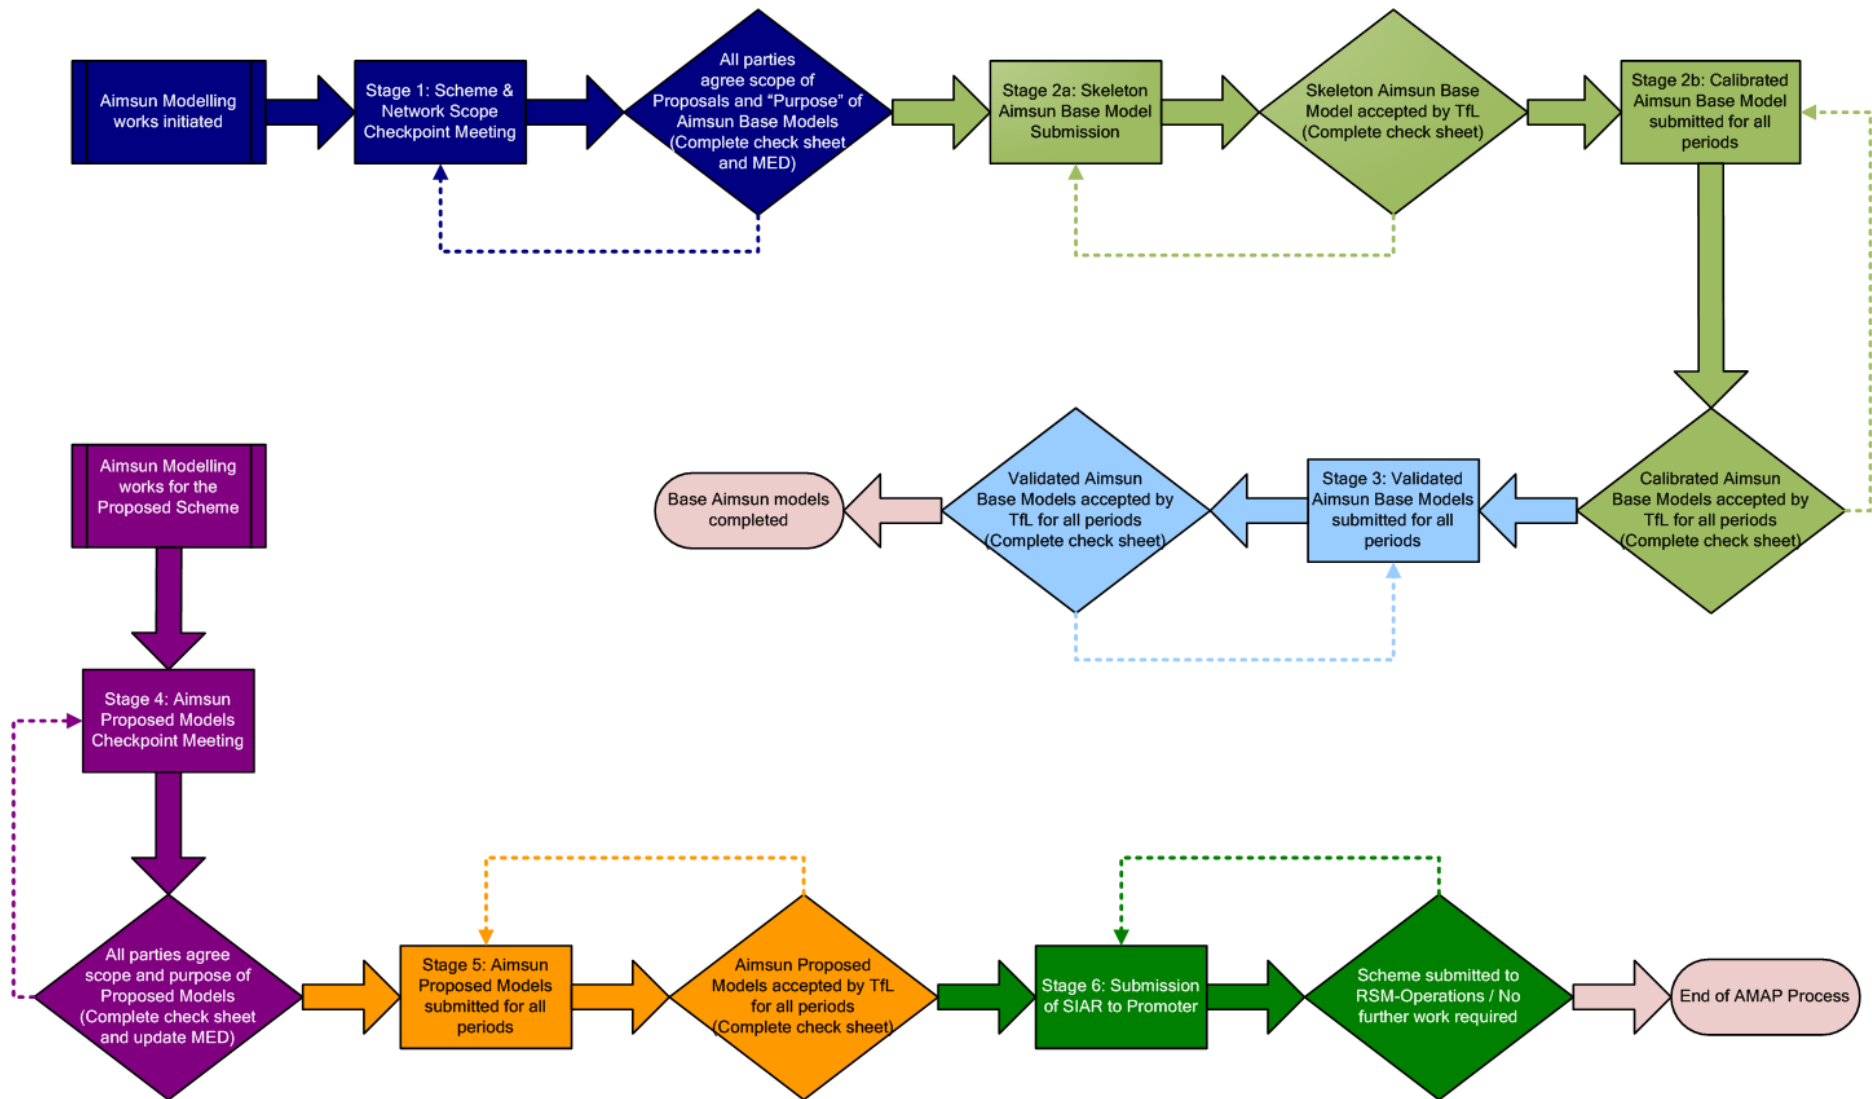 Aimsun Modelling
works initiated
Stage 1: Scheme &
Network Scope
Checkpoint Meeting
All parties
agree scope of
Proposals and “Purpose” of
Aimsun Base Models
(Complete check sheet
and MED)
Stage 2a: Skeleton
Aimsun Base Model
Submission
Skeleton Aimsun Base
Model accepted by TfL
(Complete check sheet)
Stage 2b: Calibrated
Aimsun Base Model
submitted for all
periods
Calibrated Aimsun
Base Models accepted by
TfL for all periods
(Complete check sheet)
Stage 3: Validated
Aimsun Base Models
submitted for all
periods
Validated Aimsun
Base Models accepted by
TfL for all periods
(Complete check sheet)
Base Aimsun models
completed
Aimsun Modelling
works for the
Proposed Scheme
Stage 4: Aimsun
Proposed Models
Checkpoint Meeting
All parties agree
scope and purpose of
Proposed Models
(Complete check sheet
and update MED)
Stage 5: Aimsun
Proposed Models
submitted for all
periods
Aimsun Proposed
Models accepted by TfL
for all periods
(Complete check sheet)
Stage 6: Submission
of SIAR to Promoter
Scheme submitted to
RSM-Operations / No
further work required
End of AMAP Process